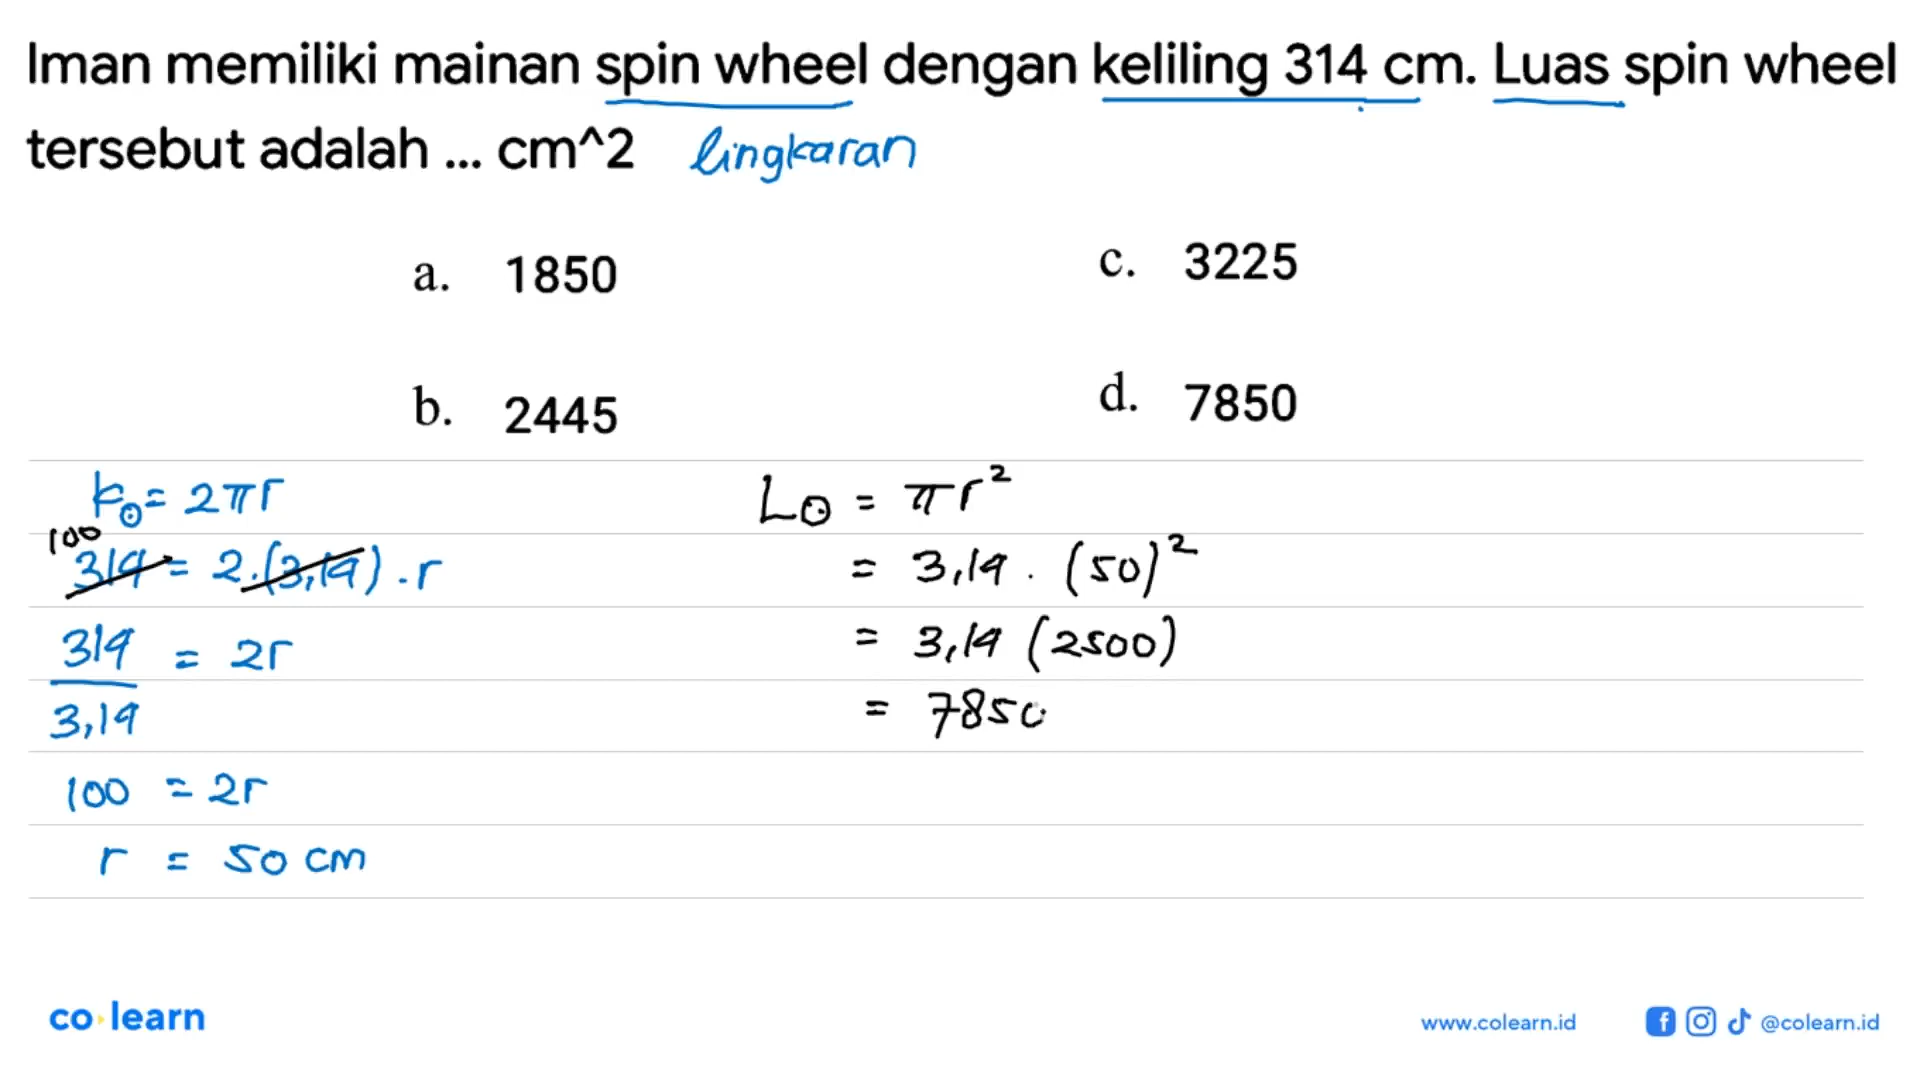 Iman memiliki mainan spin wheel dengan keliling 314 cm. Luas spin wheel
tersebut adalah ... cm^2 lingkaran
a. 1850
c. 3225
b. 2445
d. 7850
K⊙ = 2πr
100
314 = 2.(3,14).r
314 / 3,14 = 2r
100 = 2r
r = 50 cm
L⊙ = πr²
= 3,14 . (50)²
= 3,14 (2500)
= 7850
co learn
www.colearn.id
@colearn.id